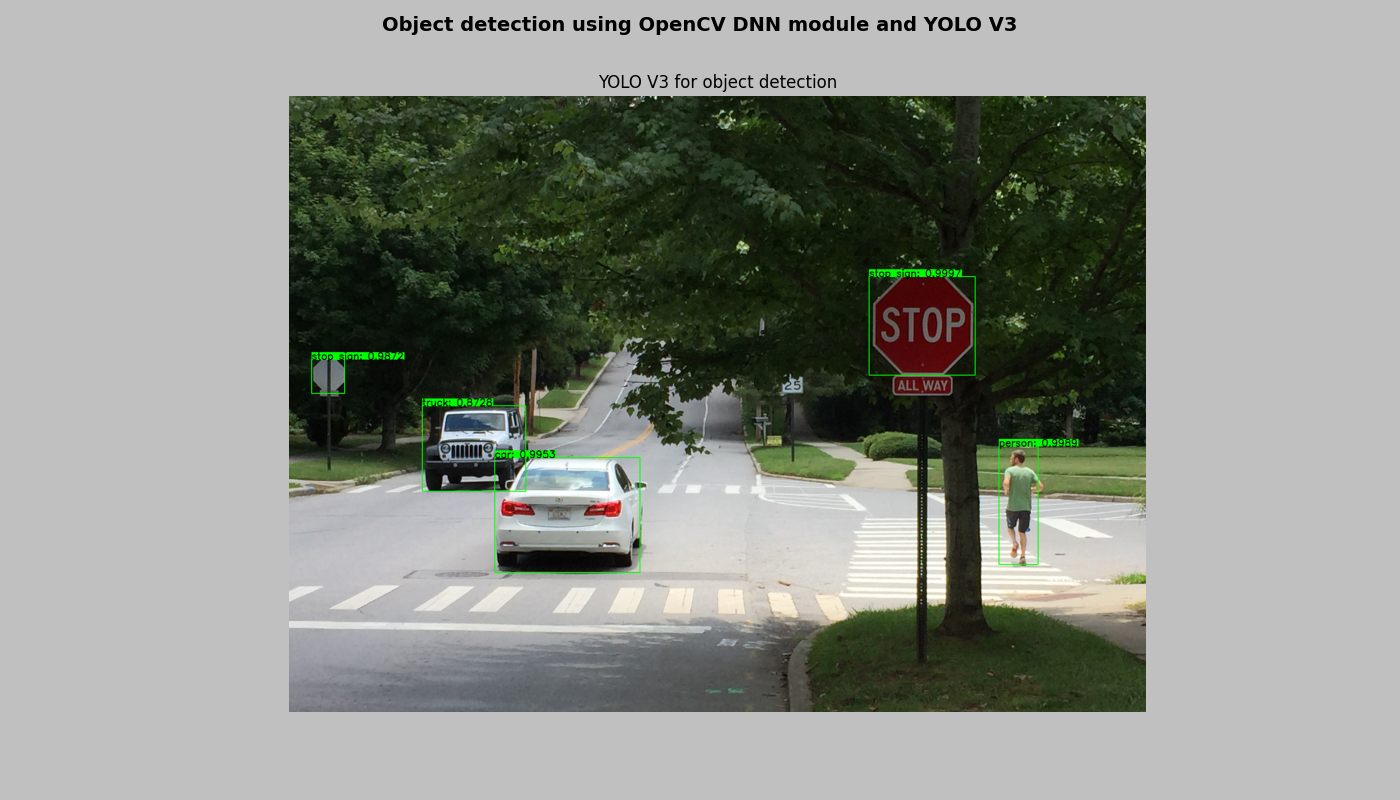 Object detection using OpenCV DNN module and YOLO V3
YOLO V3 for object detection
stop sign: 0.9997
STOP
ALL WAY
stop sign: 0.9872
25
truck: 0.8728
car: 0.9953
person: 0.9989